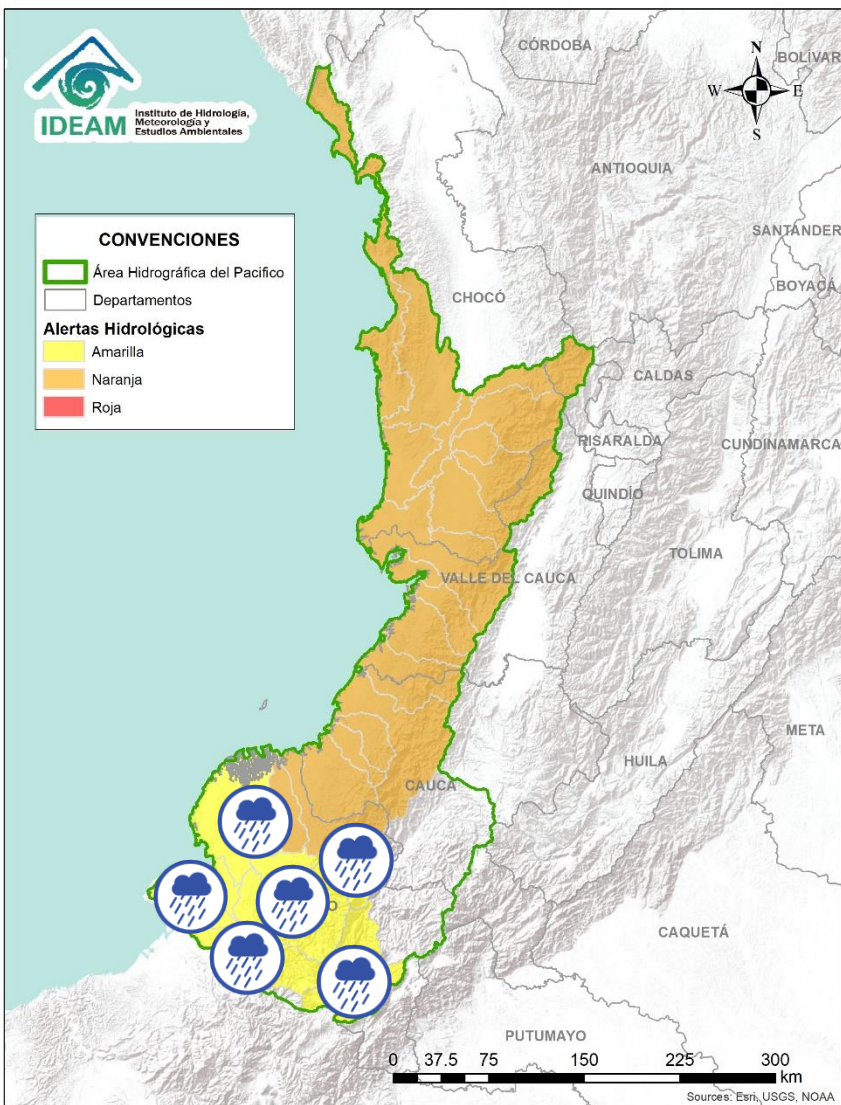 IDEAM
Instituto de Hidrología,
Meteorología y
Estudios Ambientales
CONVENCIONES
Área Hidrográfica del Pacifico
Departamentos
Alertas Hidrológicas
Amarilla
Naranja
Roja
N
W
E
S
CÓRDOBA
BOLÍVAR
ANTIOQUIA
SANTANDER
BOYACÁ
CHOCÓ
CALDAS
RISARALDA
CUNDINAMARCA
QUINDÍO
TOLIMA
VALLE DEL CAUCA
META
HUILA
CAUCA
CAQUETÁ
PUTUMAYO
0 37.5 75 150 225 300
km
Sources: Esri, USGS, NOAA